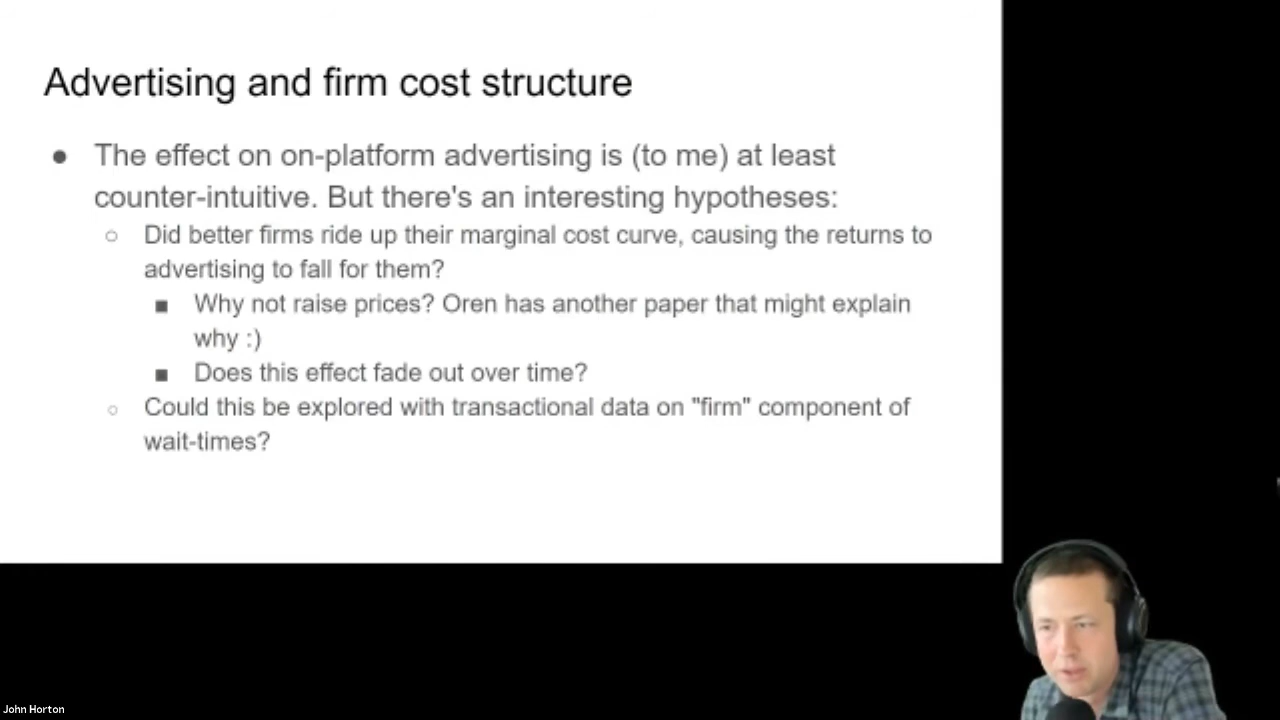 Advertising and firm cost structure
● The effect on on-platform advertising is (to me) at least
counter-intuitive. But there's an interesting hypotheses:
○ Did better firms ride up their marginal cost curve, causing the returns to
advertising to fall for them?
■ Why not raise prices? Oren has another paper that might explain
why :)
■ Does this effect fade out over time?
○ Could this be explored with transactional data on "firm" component of
wait-times?
John Horton